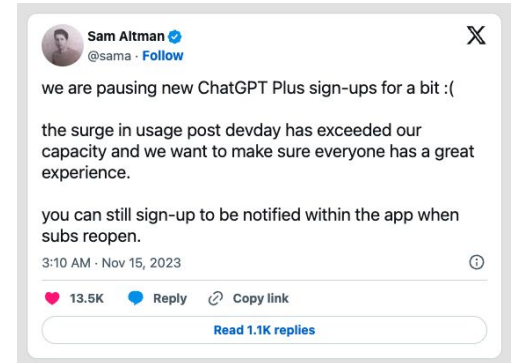 Sam Altman
@sama · Follow
we are pausing new ChatGPT Plus sign-ups for a bit :(
the surge in usage post devday has exceeded our
capacity and we want to make sure everyone has a great
experience.
you can still sign-up to be notified within the app when
subs reopen.
3:10 AM · Nov 15, 2023
13.5K Reply Copy link
Read 1.1K replies